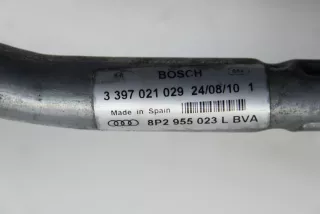 BOSCH
3 397 021 029 24/08/10 1
Made in Spain
8P2 955 023 L BVA